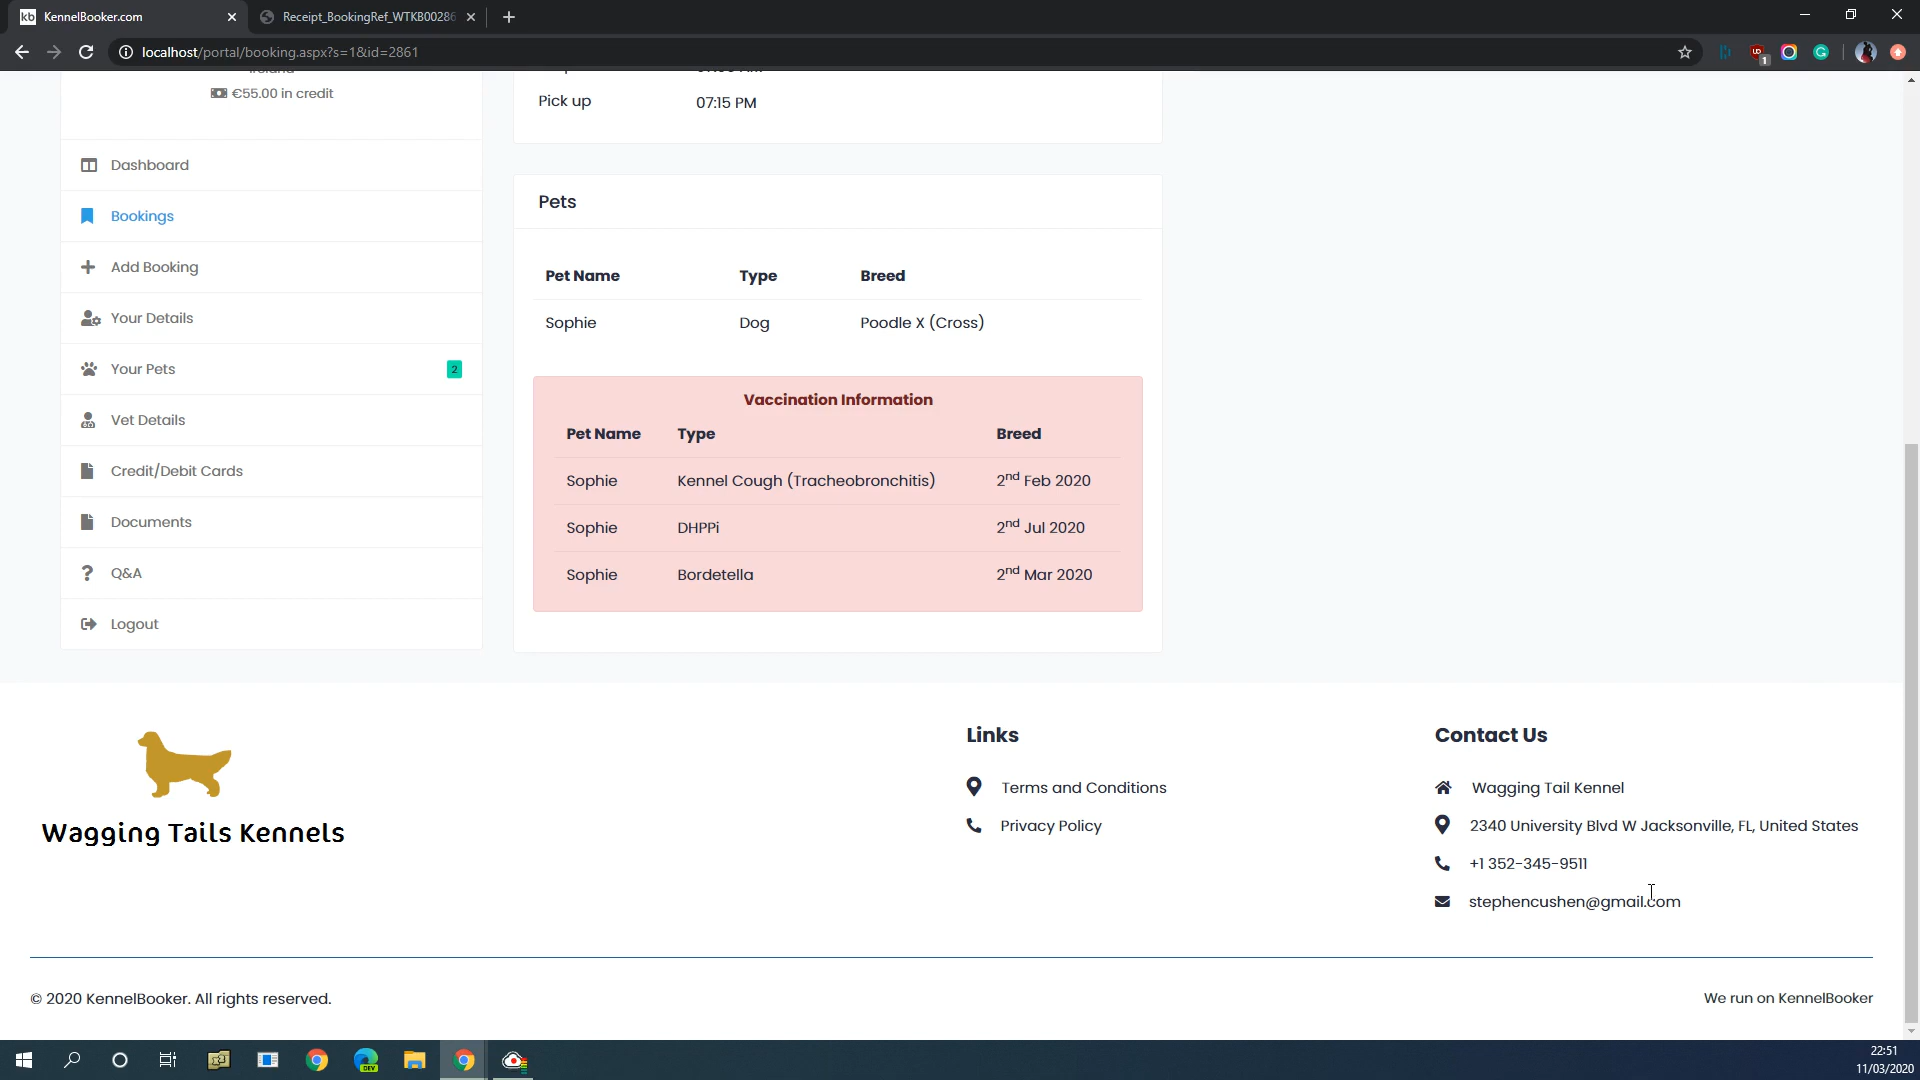 KennelBooker.com
Receipt_BookingRef_WTKB00286
localhost/portal/booking.aspx?s=1&id=2861
€55.00 in credit
Dashboard
Bookings
Add Booking
Your Details
Your Pets
2
Vet Details
Credit/Debit Cards
Documents
Q&A
Logout
Pick up 07:15 PM
Pets
Pet Name Type Breed
Sophie Dog Poodle X (Cross)
Vaccination Information
Pet Name Type Breed
Sophie Kennel Cough (Tracheobronchitis) 2nd Feb 2020
Sophie DHPPi 2nd Jul 2020
Sophie Bordetella 2nd Mar 2020
Wagging Tails Kennels
Links
Terms and Conditions
Privacy Policy
Contact Us
Wagging Tail Kennel
2340 University Blvd W Jacksonville, FL, United States
+1 352-345-9511
stephencushen@gmail.com
© 2020 KennelBooker. All rights reserved.
We run on KennelBooker
22:51
11/03/2020